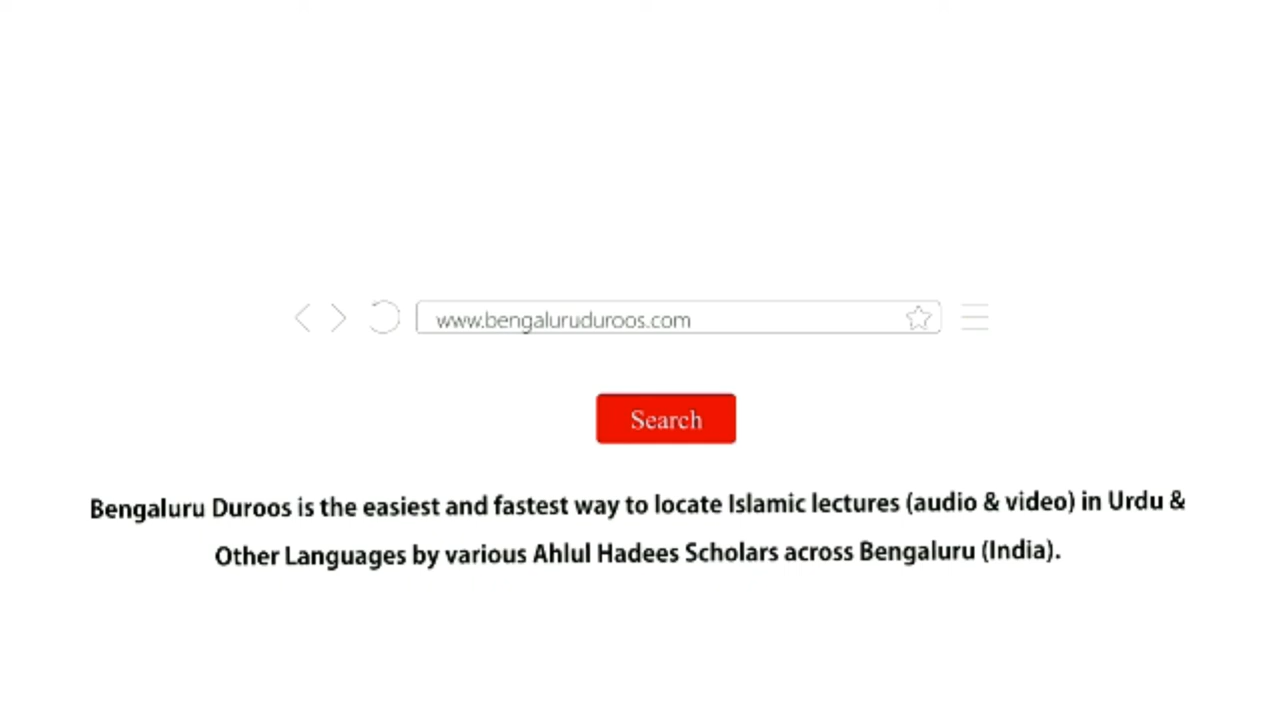 www.bengaluruduroos.com
Search
Bengaluru Duroos is the easiest and fastest way to locate Islamic lectures (audio & video) in Urdu &
Other Languages by various Ahlul Hadees Scholars across Bengaluru (India).